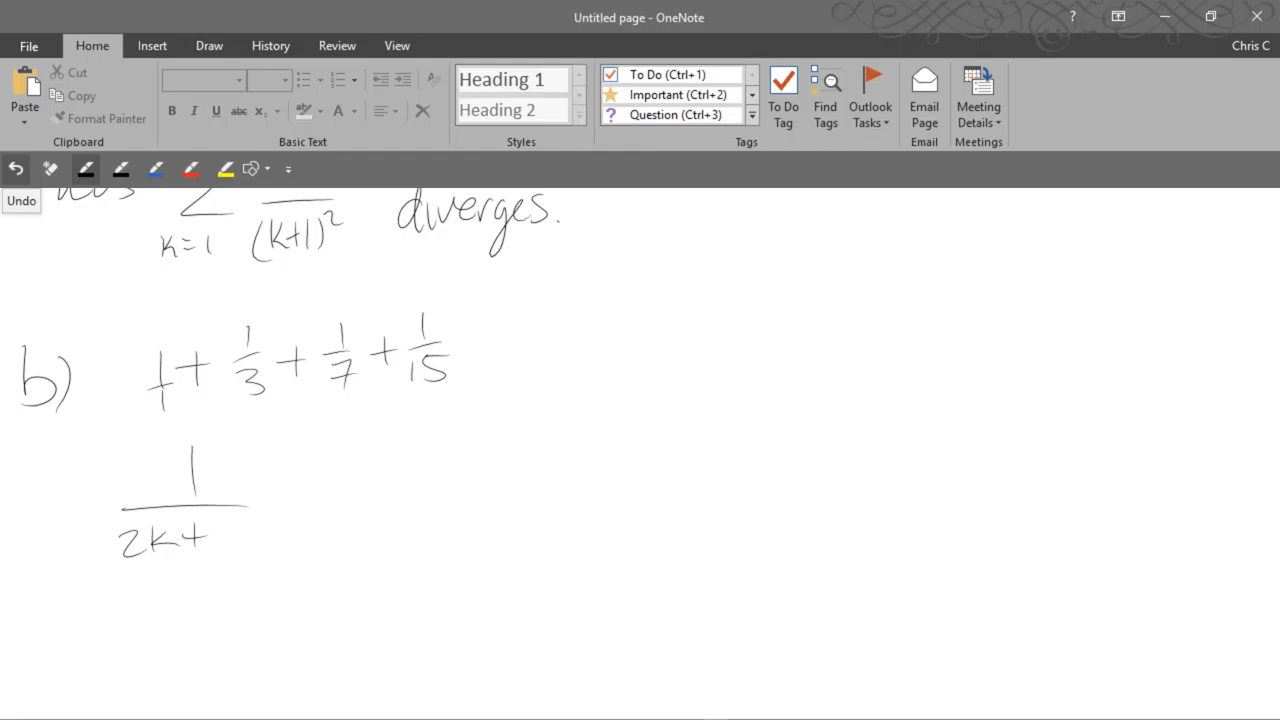 Untitled page - OneNote
File Home Insert Draw History Review View Chris C
Paste Cut Copy Format Painter Clipboard
B I U abc x₂ A Basic Text
Heading 1
Heading 2
Styles
To Do (Ctrl+1)
Important (Ctrl+2)
Question (Ctrl+3)
To Do Tag Find Tags Outlook Tasks
Tags
Email Page Email
Meeting Details Meetings
Undo
Σ k=1 (k+1)² diverges.
b) 1/1 + 1/3 + 1/7 + 1/15
1/2k+